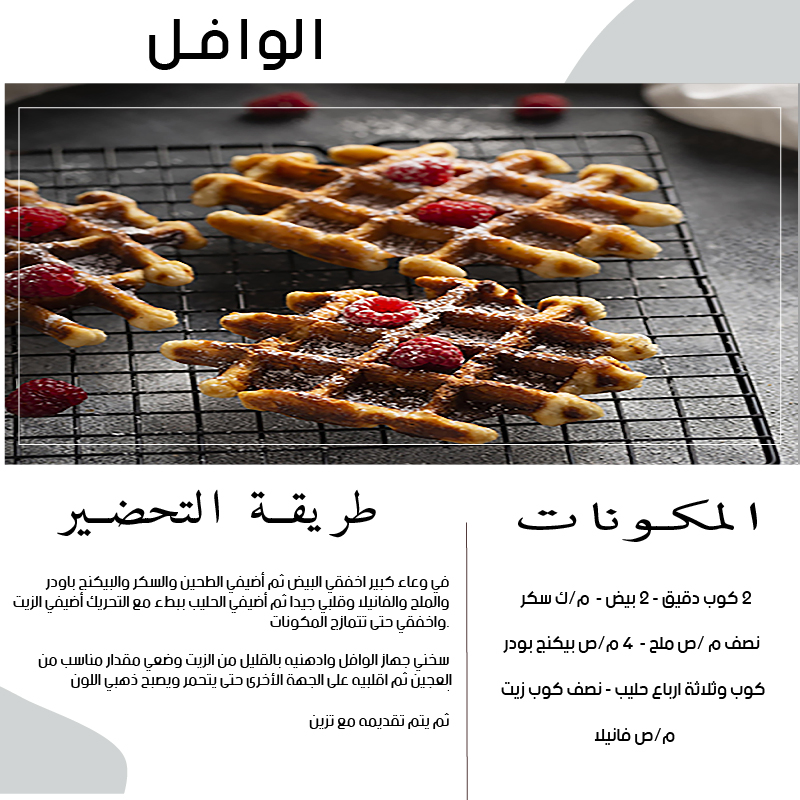 الوافل
المكونات
2 كوب دقيق - 2 بيض - م/ك سكر
نصف م /ص ملح - 4 م/ص بيكنج بودر
كوب وثلاثة ارباع حليب - نصف كوب زيت
م/ص فانيلا
طريقة التحضير
في وعاء كبير اخفقي البيض ثم أضيفي الطحين والسكر والبيكنج باودر
والملح والفانيلا وقلبي جيدا ثم أضيفي الحليب ببطء مع التحريك أضيفي الزيت
واخفقي حتى تتمازج المكونات.
سخني جهاز الوافل وادهنيه بالقليل من الزيت وضعي مقدار مناسب من
العجين ثم اقلبيه على الجهة الأخرى حتى يتحمر ويصبح ذهبي اللون
.
ثم يتم تقديمه مع تزين